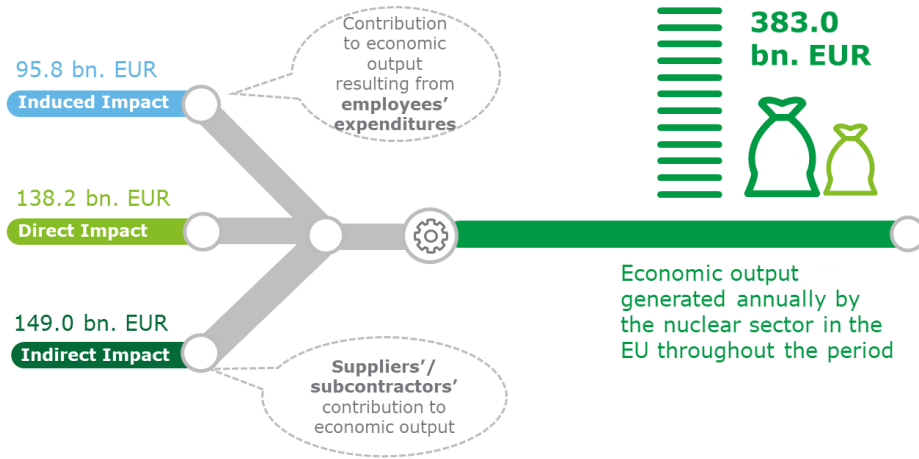 95.8 bn. EUR
Induced Impact
Contribution
to economic
output
resulting from
employees'
expenditures
383.0
bn. EUR
138.2 bn. EUR
Direct Impact
149.0 bn. EUR
Indirect Impact
Suppliers'/
subcontractors'
contribution to
economic output
Economic output
generated annually by
the nuclear sector in the
EU throughout the period